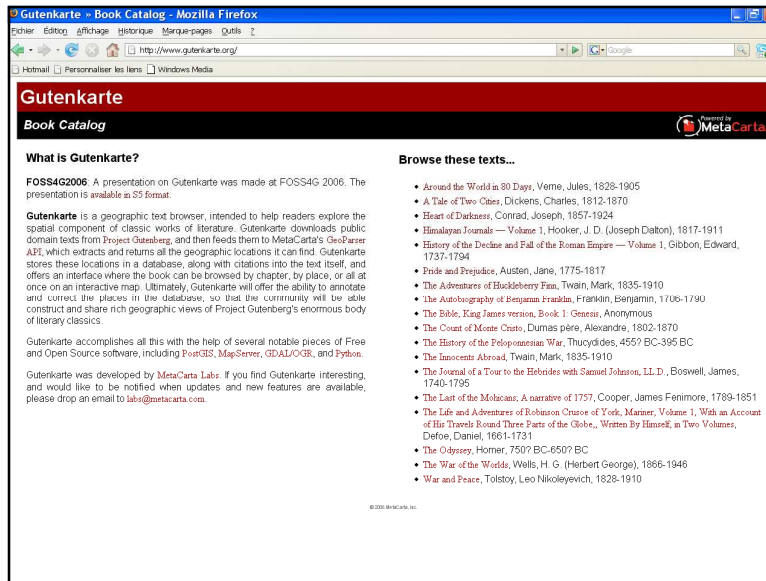 Gutenkarte » Book Catalog - Mozilla Firefox
Fichier Édition Affichage Historique Marque-pages Outils ?
http://www.gutenkarte.org/
Google
Hotmail Personnaliser les liens Windows Media
Gutenkarte
Book Catalog
Powered by
MetaCarta
What is Gutenkarte?
FOSS4G2006: A presentation on Gutenkarte was made at FOSS4G 2006. The
presentation is available in S5 format.
Gutenkarte is a geographic text browser, intended to help readers explore the
spatial component of classic works of literature. Gutenkarte downloads public
domain texts from Project Gutenberg, and then feeds them to MetaCarta's GeoParser
API, which extracts and returns all the geographic locations it can find. Gutenkarte
stores these locations in a database, along with citations into the text itself, and
offers an interface where the book can be browsed by chapter, by place, or all at
once on an interactive map. Ultimately, Gutenkarte will offer the ability to annotate
and correct the places in the database, so that the community will be able
construct and share rich geographic views of Project Gutenberg's enormous body
of literary classics.
Gutenkarte accomplishes all this with the help of several notable pieces of Free
and Open Source software, including PostGIS, MapServer, GDAL/OGR, and Python.
Gutenkarte was developed by MetaCarta Labs. If you find Gutenkarte interesting,
and would like to be notified when updates and new features are available,
please drop an email to labs@metacarta.com.
Browse these texts...
Around the World in 80 Days, Verne, Jules, 1828-1905
A Tale of Two Cities, Dickens, Charles, 1812-1870
Heart of Darkness, Conrad, Joseph, 1857-1924
Himalayan Journals — Volume 1, Hooker, J. D. (Joseph Dalton), 1817-1911
History of the Decline and Fall of the Roman Empire — Volume 1, Gibbon, Edward,
1737-1794
Pride and Prejudice, Austen, Jane, 1775-1817
The Adventures of Huckleberry Finn, Twain, Mark, 1835-1910
The Autobiography of Benjamin Franklin, Franklin, Benjamin, 1706-1790
The Bible, King James version, Book 1: Genesis, Anonymous
The Count of Monte Cristo, Dumas père, Alexandre, 1802-1870
The History of the Peloponnesian War, Thucydides, 455? BC-395 BC
The Innocents Abroad, Twain, Mark, 1835-1910
The Journal of a Tour to the Hebrides with Samuel Johnson, LL.D., Boswell, James,
1740-1795
The Last of the Mohicans; A narrative of 1757, Cooper, James Fenimore, 1789-1851
The Life and Adventures of Robinson Crusoe of York, Mariner, Volume 1, With an Account
of His Travels Round Three Parts of the Globe,, Written By Himself, in Two Volumes,
Defoe, Daniel, 1661-1731
The Odyssey, Homer, 750? BC-650? BC
The War of the Worlds, Wells, H. G. (Herbert George), 1866-1946
War and Peace, Tolstoy, Leo Nikoleyevich, 1828-1910
© 2006 MetaCarta, Inc.